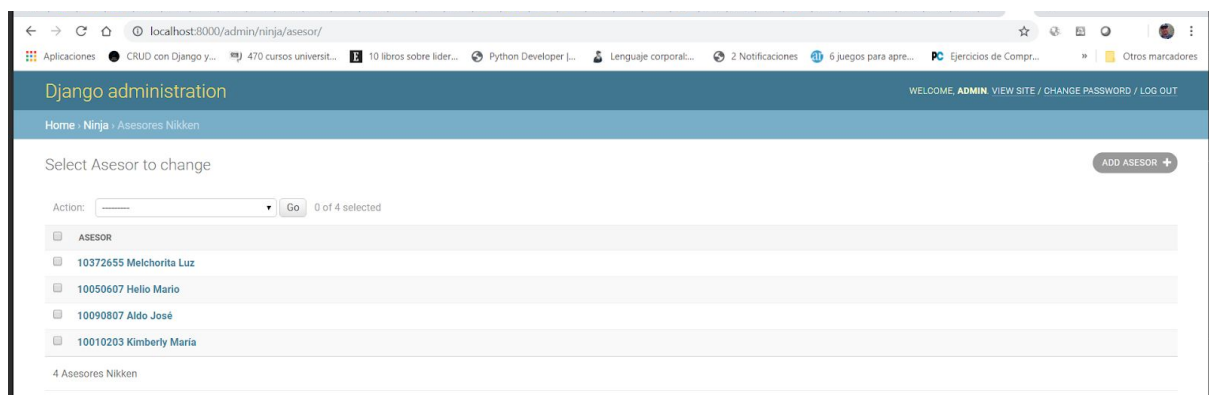 localhost:8000/admin/ninja/asesor/
Aplicaciones CRUD con Django y... 470 cursos universit... 10 libros sobre lider... Python Developer |... Lenguaje corporal:... 2 Notificaciones 6 juegos para apre... PC Ejercicios de Compr... » Otros marcadores
Django administration WELCOME, ADMIN. VIEW SITE / CHANGE PASSWORD / LOG OUT
Home › Ninja › Asesores Nikken
Select Asesor to change ADD ASESOR +
Action: --------- Go 0 of 4 selected
ASESOR
10372655 Melchorita Luz
10050607 Helio Mario
10090807 Aldo José
10010203 Kimberly María
4 Asesores Nikken